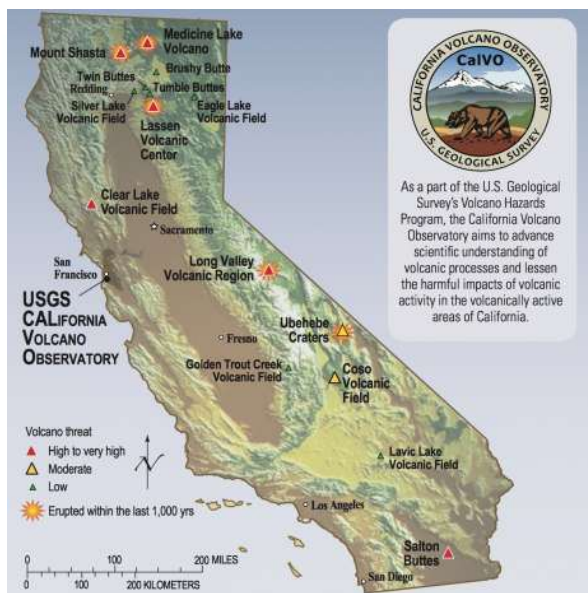 Medicine Lake
Volcano
Mount Shasta
Brushy Butte
Twin Buttes
Redding
Tumble Buttes
Silver Lake
Volcanic Field
Eagle Lake
Volcanic Field
Lassen
Volcanic
Center
Clear Lake
Volcanic Field
Sacramento
San
Francisco
Long Valley
Volcanic Region
USGS
CALIFORNIA
VOLCANO
OBSERVATORY
Ubehebe
Craters
Fresno
Golden Trout Creek
Volcanic Field
Coso
Volcanic
Field
Lavic Lake
Volcanic Field
Los Angeles
Salton
Buttes
San Diego
Volcano threat
High to very high
Moderate
Low
Erupted within the last 1,000 yrs
N
0 100 200 MILES
0 100 200 KILOMETERS
CALIFORNIA VOLCANO OBSERVATORY
CalVO
U.S. GEOLOGICAL SURVEY
As a part of the U.S. Geological
Survey's Volcano Hazards
Program, the California Volcano
Observatory aims to advance
scientific understanding of
volcanic processes and lessen
the harmful impacts of volcanic
activity in the volcanically active
areas of California.